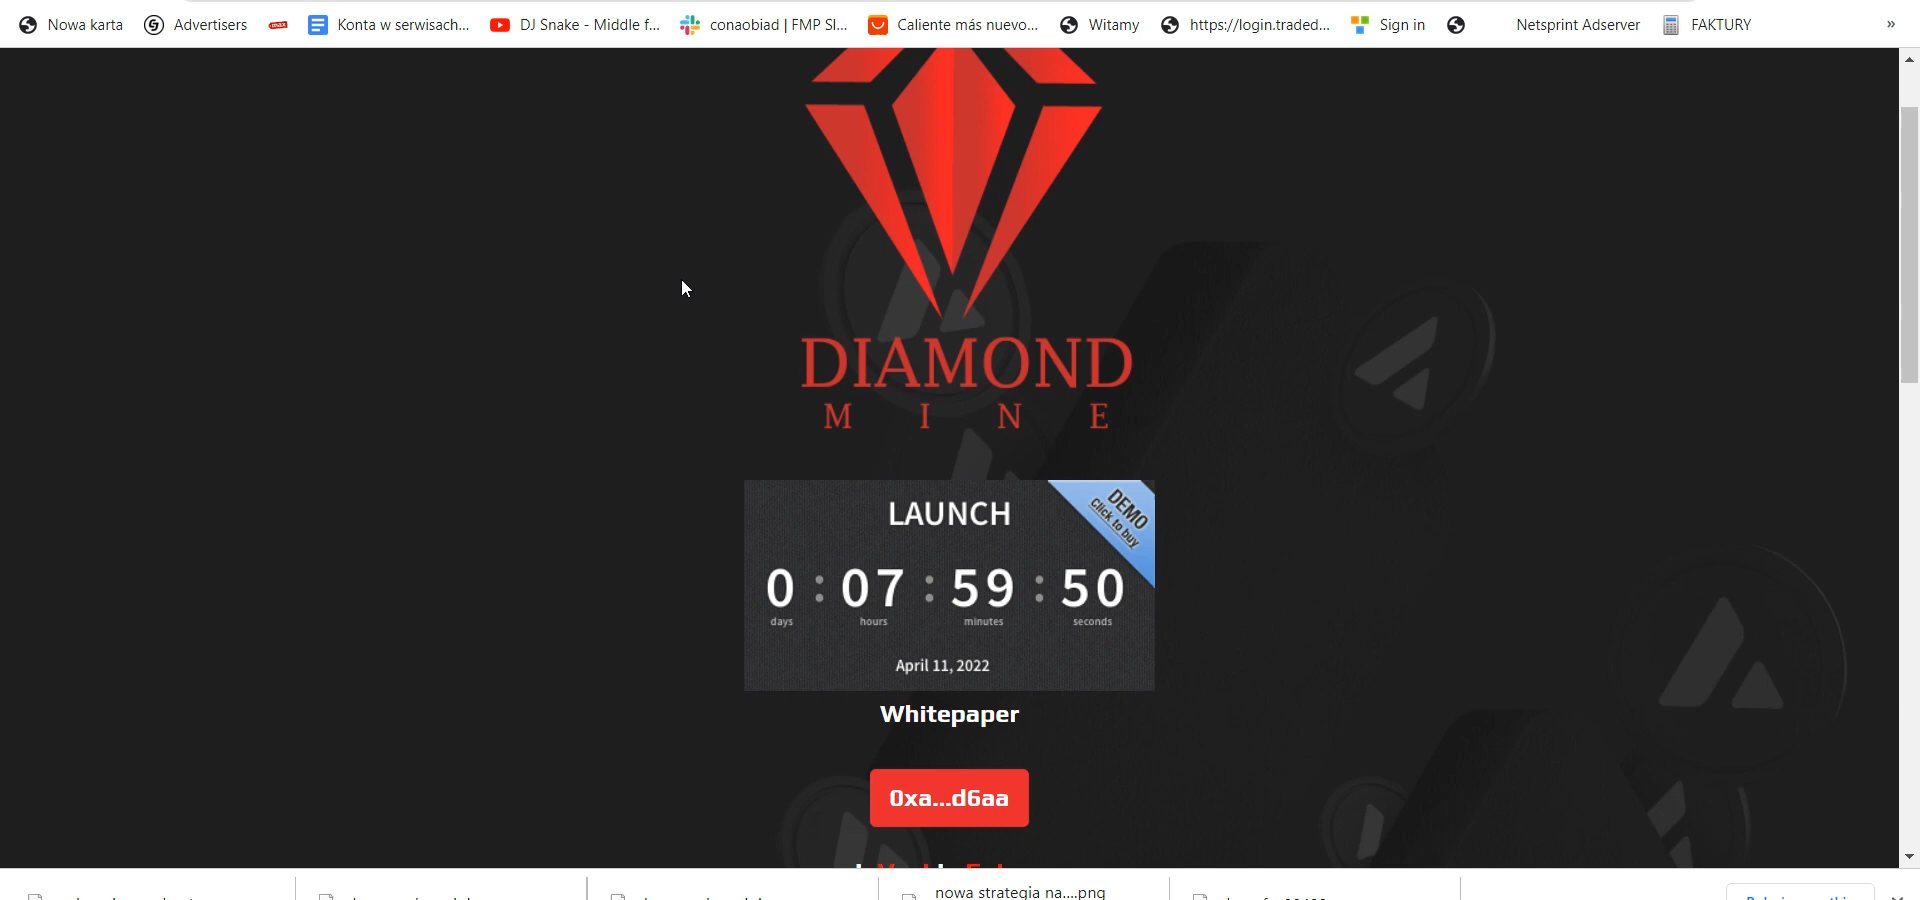 Nowa karta
Advertisers
Konta w serwisach...
DJ Snake - Middle f...
conaobiad | FMP Sl...
Caliente más nuevo...
Witamy
https://login.traded...
Sign in
Netsprint Adserver
FAKTURY
»
DIAMOND
MINE
LAUNCH
DEMO
Click to buy
0 : 07 : 59 : 50
days hours minutes seconds
April 11, 2022
Whitepaper
0xa...d6aa
nowa strategia na....png